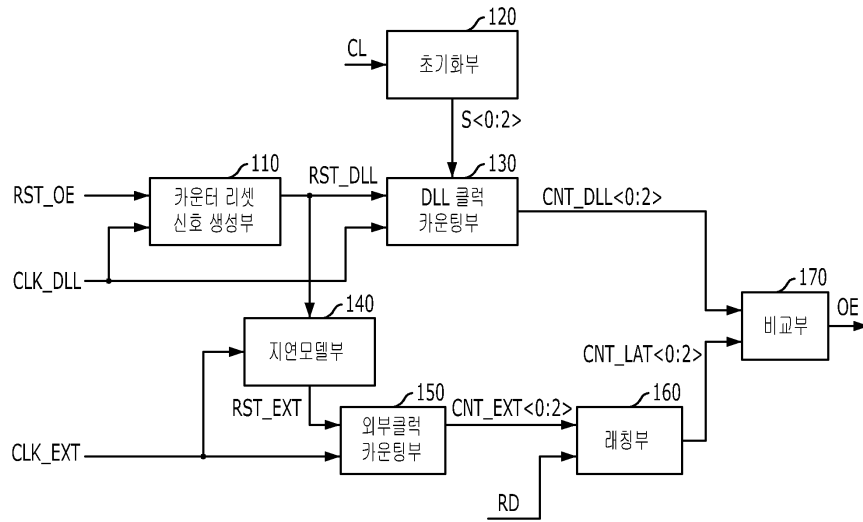 120
CL
초기화부
S<0:2>
110
RST_DLL
130
RST_OE
카운터 리셋
신호 생성부
DLL 클럭
카운팅부
CNT_DLL<0:2>
CLK_DLL
170
140
OE
비교부
지연모델부
CNT_LAT<0:2>
RST_EXT
150
CNT_EXT<0:2>
160
CLK_EXT
외부클럭
카운팅부
래칭부
RD